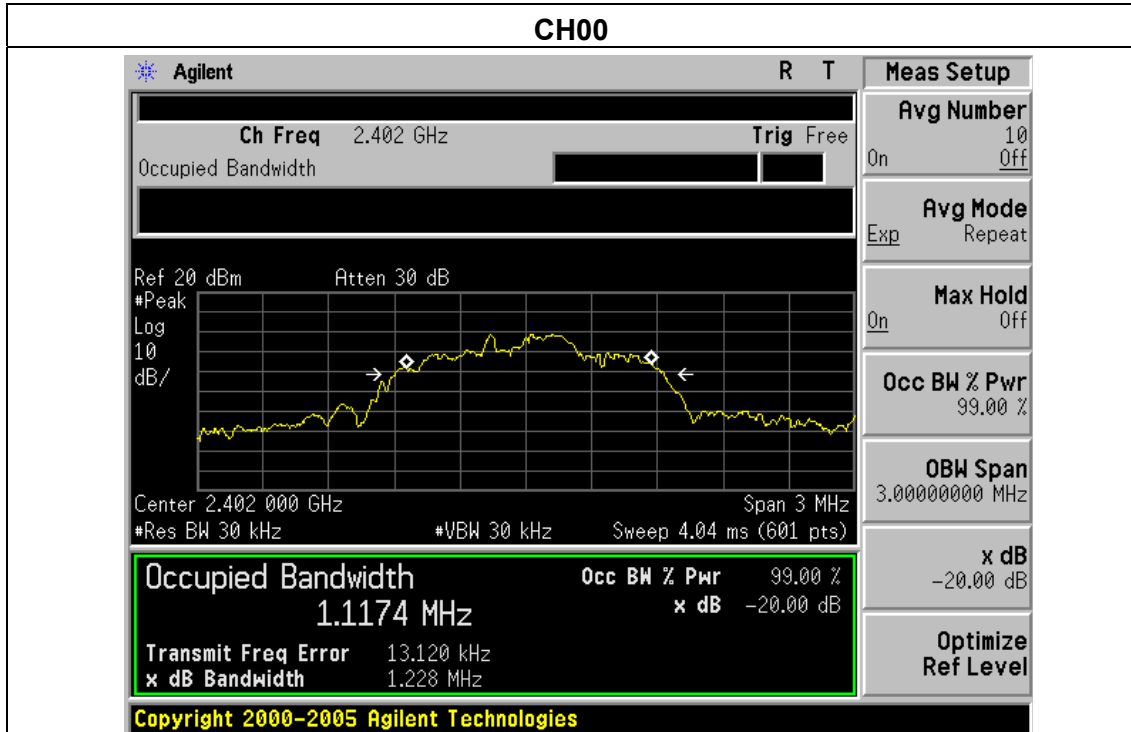 CH00
Agilent R T
Ch Freq 2.402 GHz Trig Free
Occupied Bandwidth
Ref 20 dBm Atten 30 dB
#Peak
Log
10
dB/
Center 2.402 000 GHz Span 3 MHz
#Res BW 30 kHz #VBW 30 kHz Sweep 4.04 ms (601 pts)
Occupied Bandwidth Occ BW % Pwr 99.00 %
1.1174 MHz x dB -20.00 dB
Transmit Freq Error 13.120 kHz
x dB Bandwidth 1.228 MHz
Copyright 2000-2005 Agilent Technologies
Meas Setup
Avg Number
10
On Off
Avg Mode
Exp Repeat
Max Hold
On Off
Occ BW % Pwr
99.00 %
OBW Span
3.00000000 MHz
x dB
-20.00 dB
Optimize
Ref Level